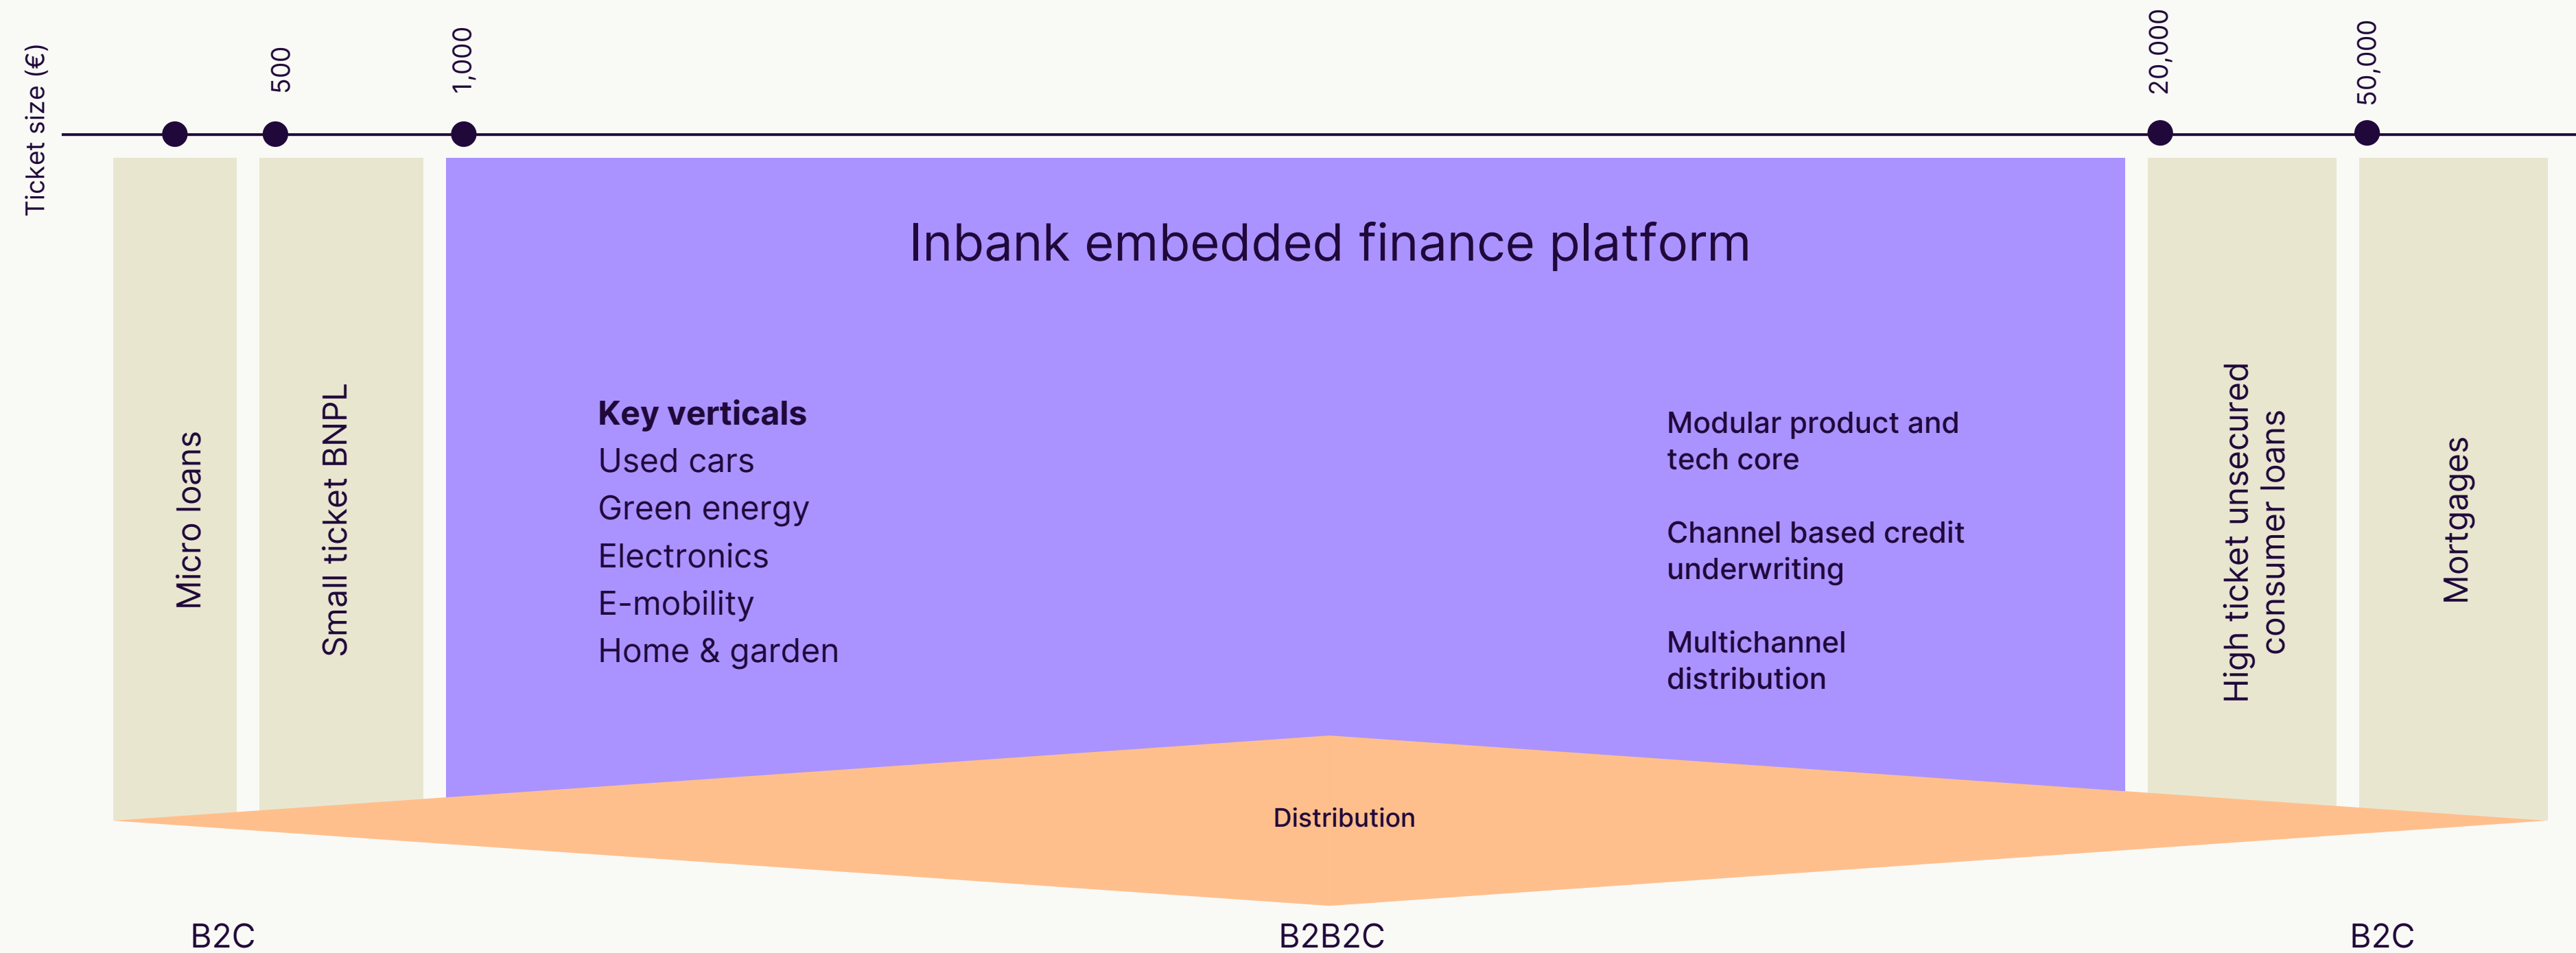 Ticket size (€)
500
1,000
20,000
50,000
Micro loans
Small ticket BNPL
Inbank embedded finance platform
Key verticals
Used cars
Green energy
Electronics
E-mobility
Home & garden
Modular product and
tech core
Channel based credit
underwriting
Multichannel
distribution
High ticket unsecured
consumer loans
Mortgages
Distribution
B2C
B2B2C
B2C